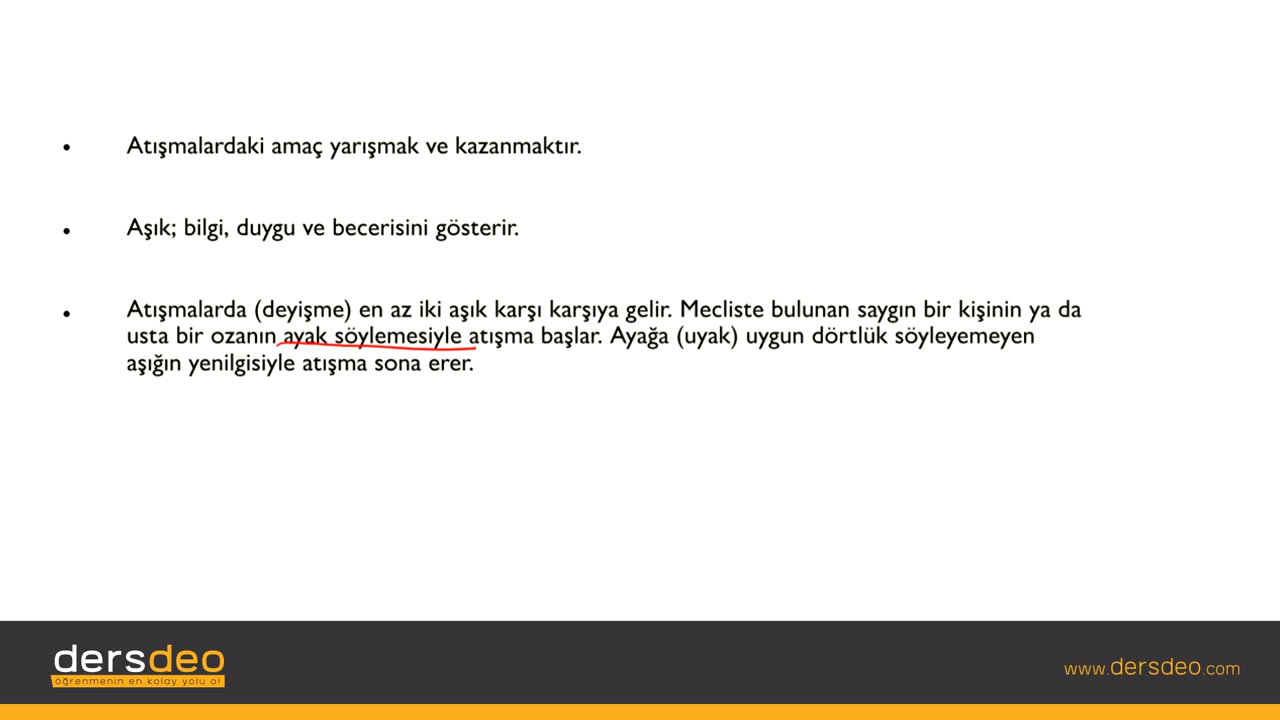 • Atışmalardaki amaç yarışmak ve kazanmaktır.
• Aşık; bilgi, duygu ve becerisini gösterir.
• Atışmalarda (deyişme) en az iki aşık karşı karşıya gelir. Mecliste bulunan saygın bir kişinin ya da
usta bir ozanın ayak söylemesiyle atışma başlar. Ayağa (uyak) uygun dörtlük söyleyemeyen
aşığın yenilgisiyle atışma sona erer.
dersdeo
öğrenmenin en kolay yolu o!
www.dersdeo.com